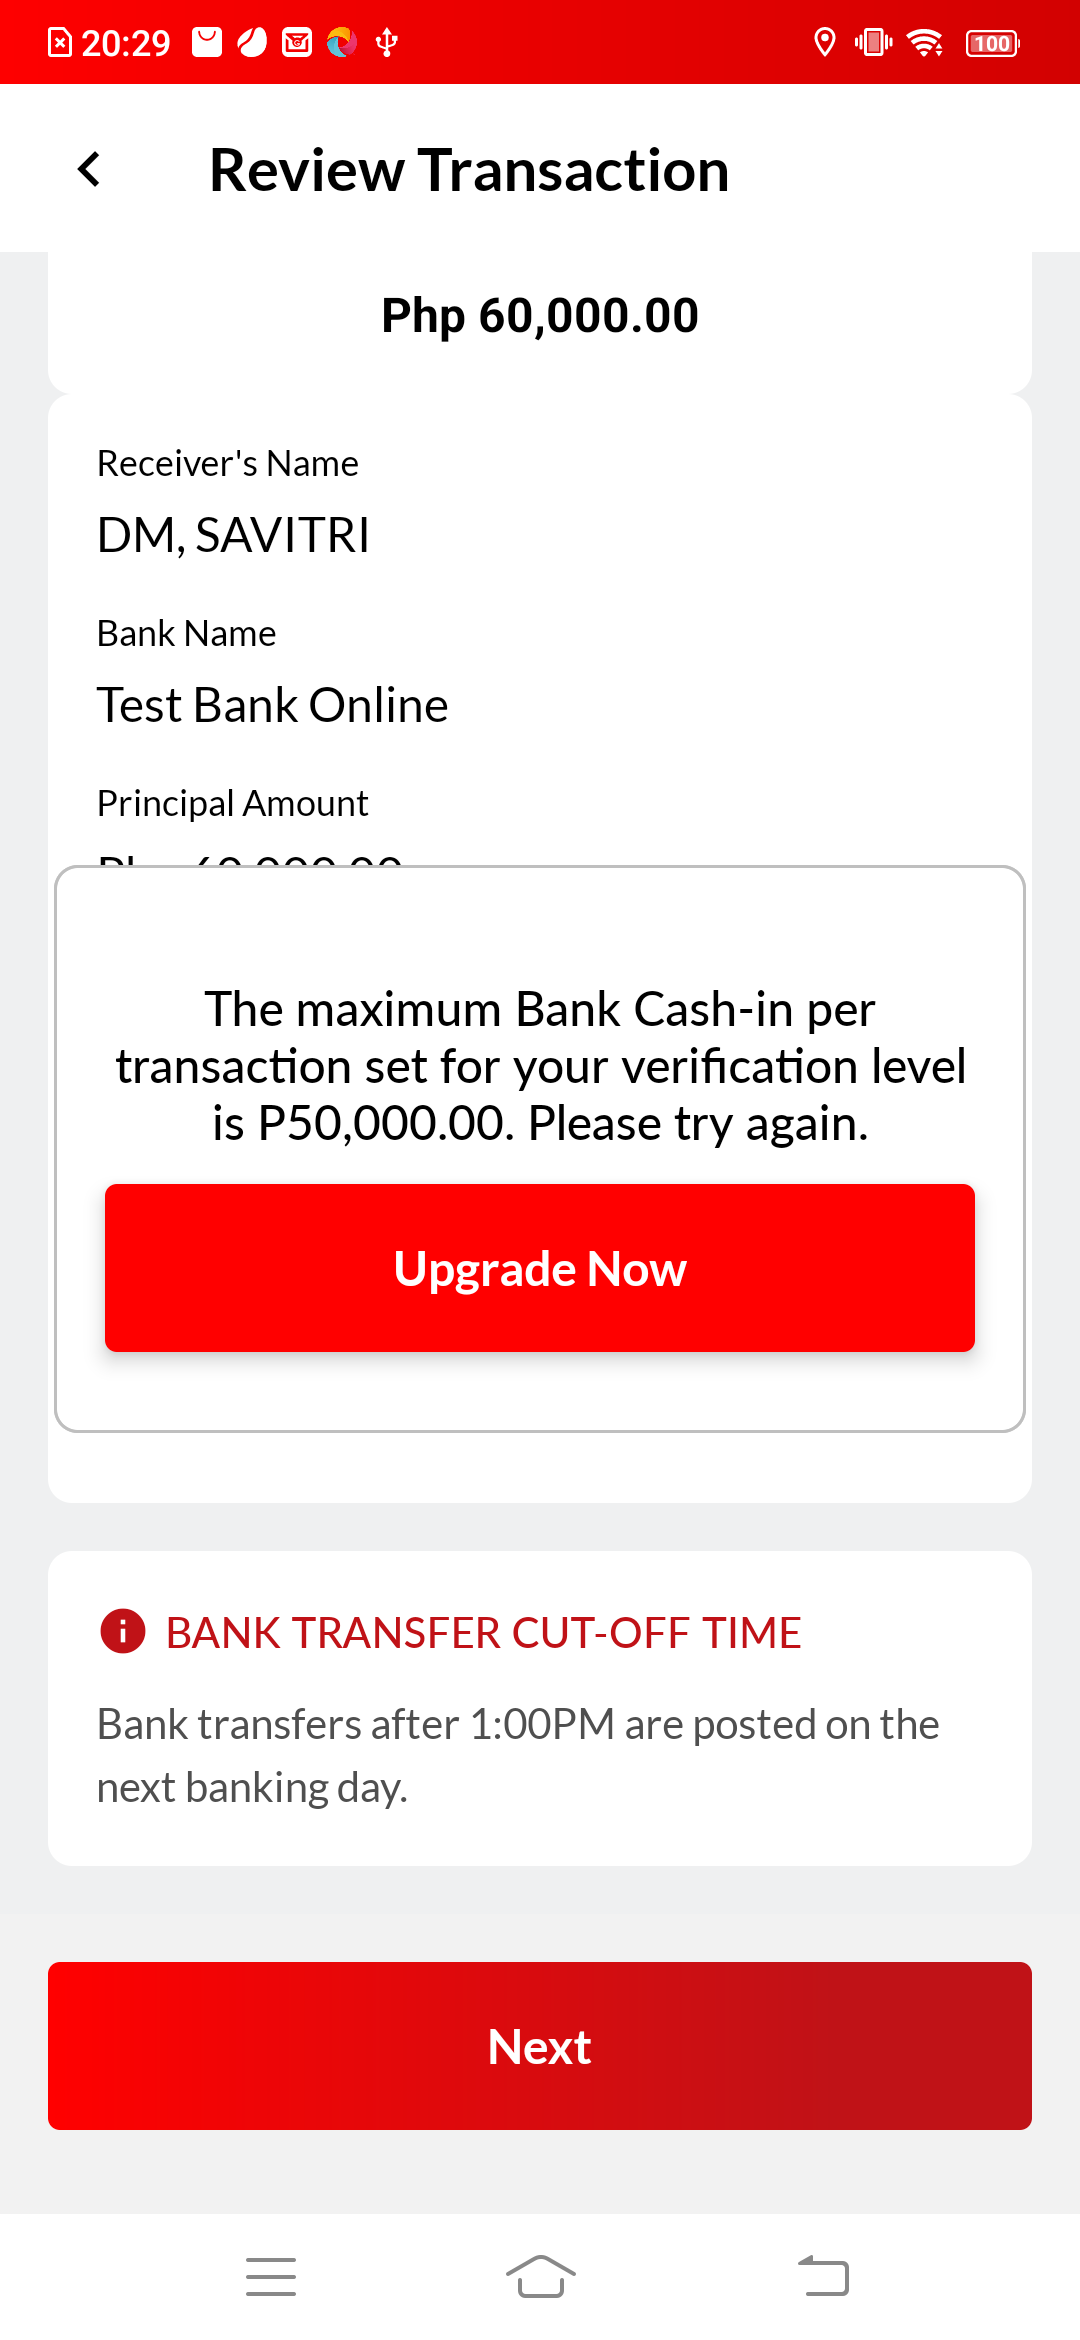 20:29
100
Review Transaction
Php 60,000.00
Receiver's Name
DM, SAVITRI
Bank Name
Test Bank Online
Principal Amount
The maximum Bank Cash-in per
transaction set for your verification level
is P50,000.00. Please try again.
Upgrade Now
BANK TRANSFER CUT-OFF TIME
Bank transfers after 1:00PM are posted on the
next banking day.
Next